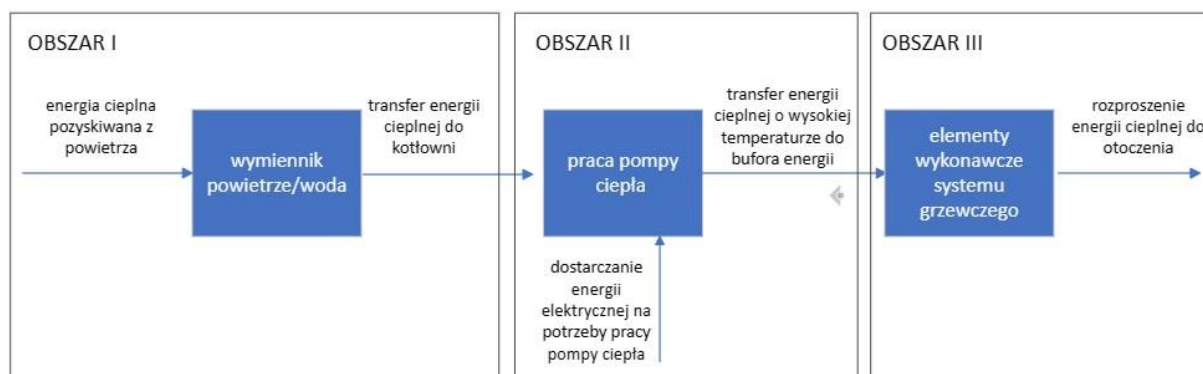 OBSZAR I
energia cieplna
pozyskiwana z
powietrza
wymiennik
powietrze/woda
transfer energii
cieplnej do
kotłowni
OBSZAR II
praca pompy
ciepła
transfer energii
cieplnej o wysokiej
temperaturze do
bufora energii
dostarczanie
energii
elektrycznej na
potrzeby pracy
pompy ciepła
OBSZAR III
elementy
wykonawcze
systemu
grzewczego
rozproszenie
energii cieplnej do
otoczenia